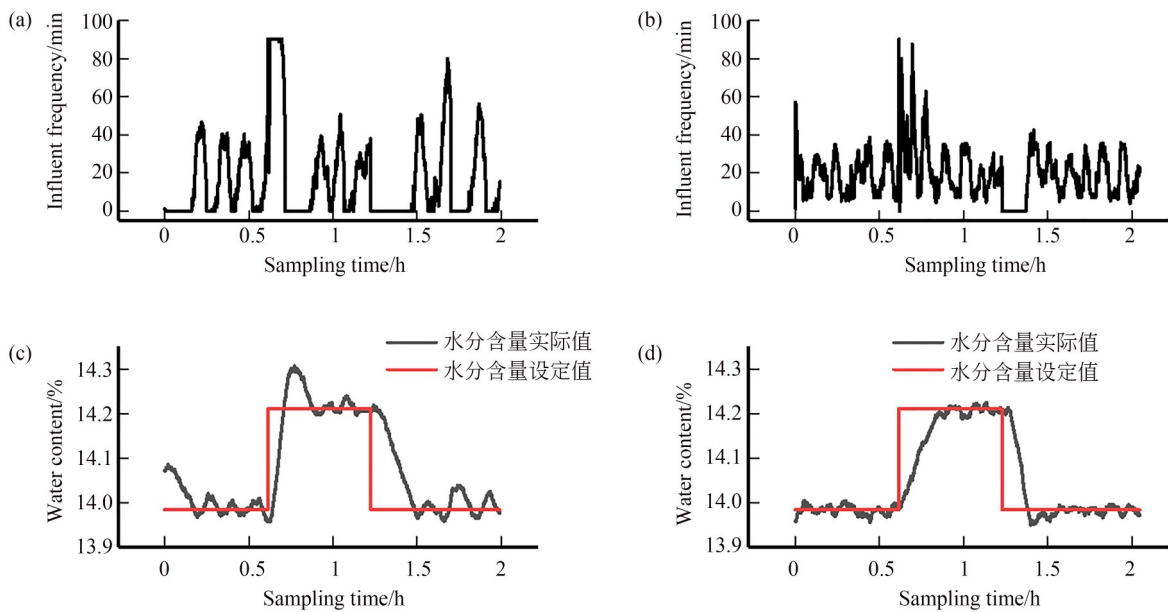 (a)
Influent frequency/min
100
80
60
40
20
0
0
0.5
1
1.5
2
Sampling time/h
(b)
Influent frequency/min
100
80
60
40
20
0
0
0.5
1
1.5
2
Sampling time/h
(c)
水分含量实际值
水分含量设定值
Water content/%
14.3
14.2
14.1
14.0
13.9
0
0.5
1
1.5
2
Sampling time/h
(d)
水分含量实际值
水分含量设定值
Water content/%
14.3
14.2
14.1
14.0
13.9
0
0.5
1
1.5
2
Sampling time/h